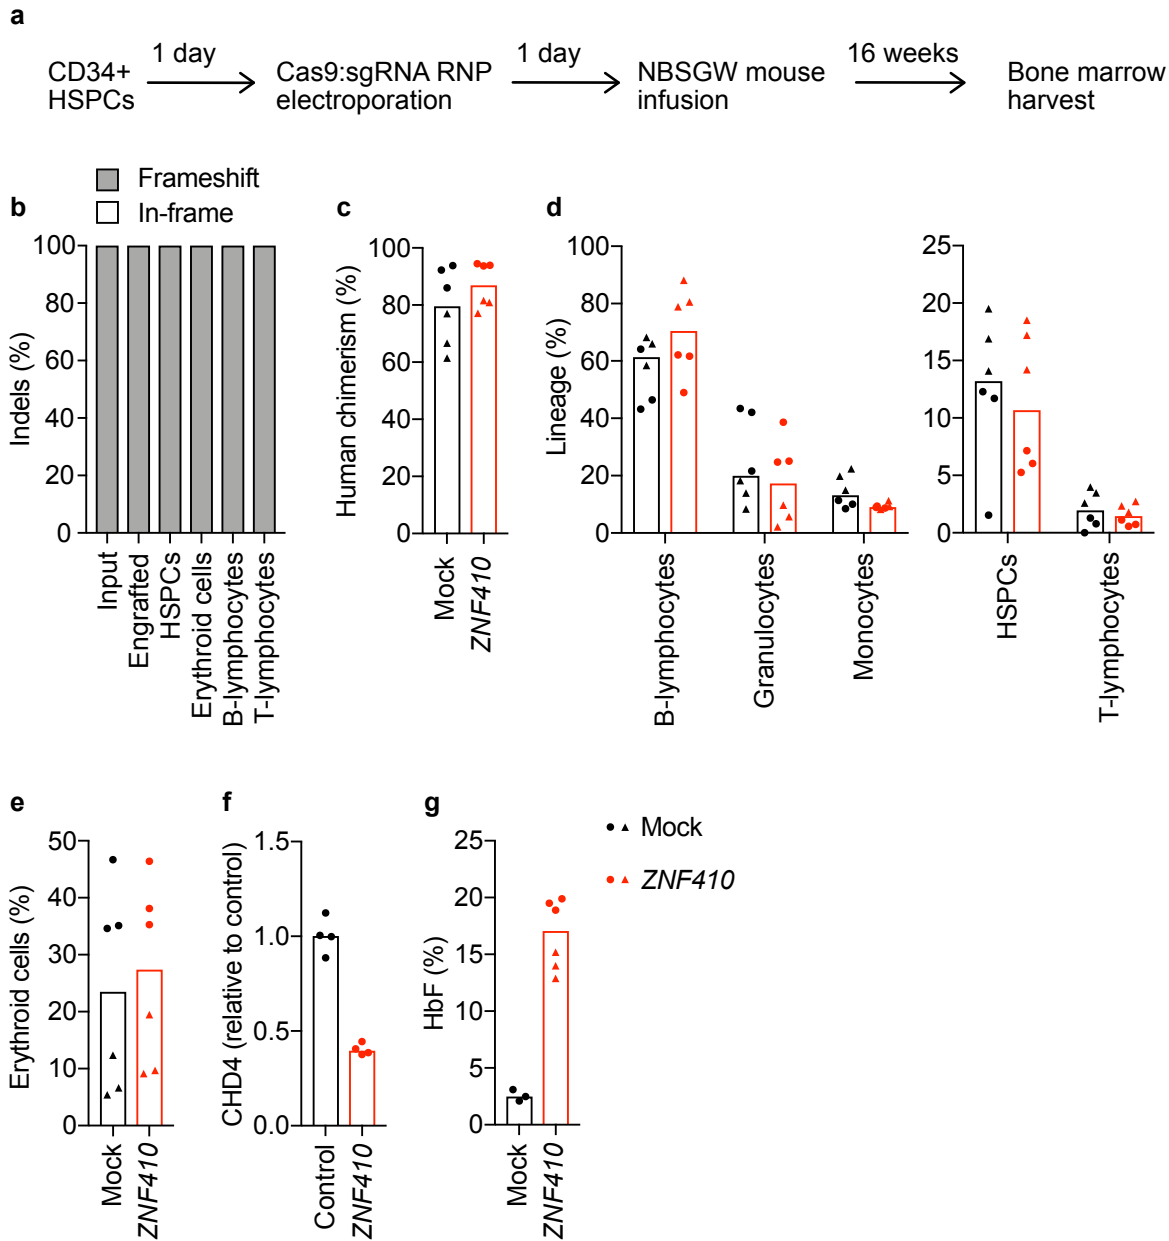 a
CD34+
HSPCs
1 day
Cas9:sgRNA RNP
electroporation
1 day
NBSGW mouse
infusion
16 weeks
Bone marrow
harvest
Frameshift
In-frame
b
Indels (%)
100
80
60
40
20
0
Input
Engrafted
HSPCs
Erythroid cells
B-lymphocytes
T-lymphocytes
c
Human chimerism (%)
100
80
60
40
20
0
Mock
ZNF410
d
Lineage (%)
100
80
60
40
20
0
B-lymphocytes
Granulocytes
Monocytes
25
20
15
10
5
0
HSPCs
T-lymphocytes
e
Erythroid cells (%)
50
40
30
20
10
0
Mock
ZNF410
f
CHD4 (relative to control)
1.5
1.0
0.5
0.0
Control
ZNF410
g
HbF (%)
25
20
15
10
5
0
Mock
ZNF410
Mock
ZNF410